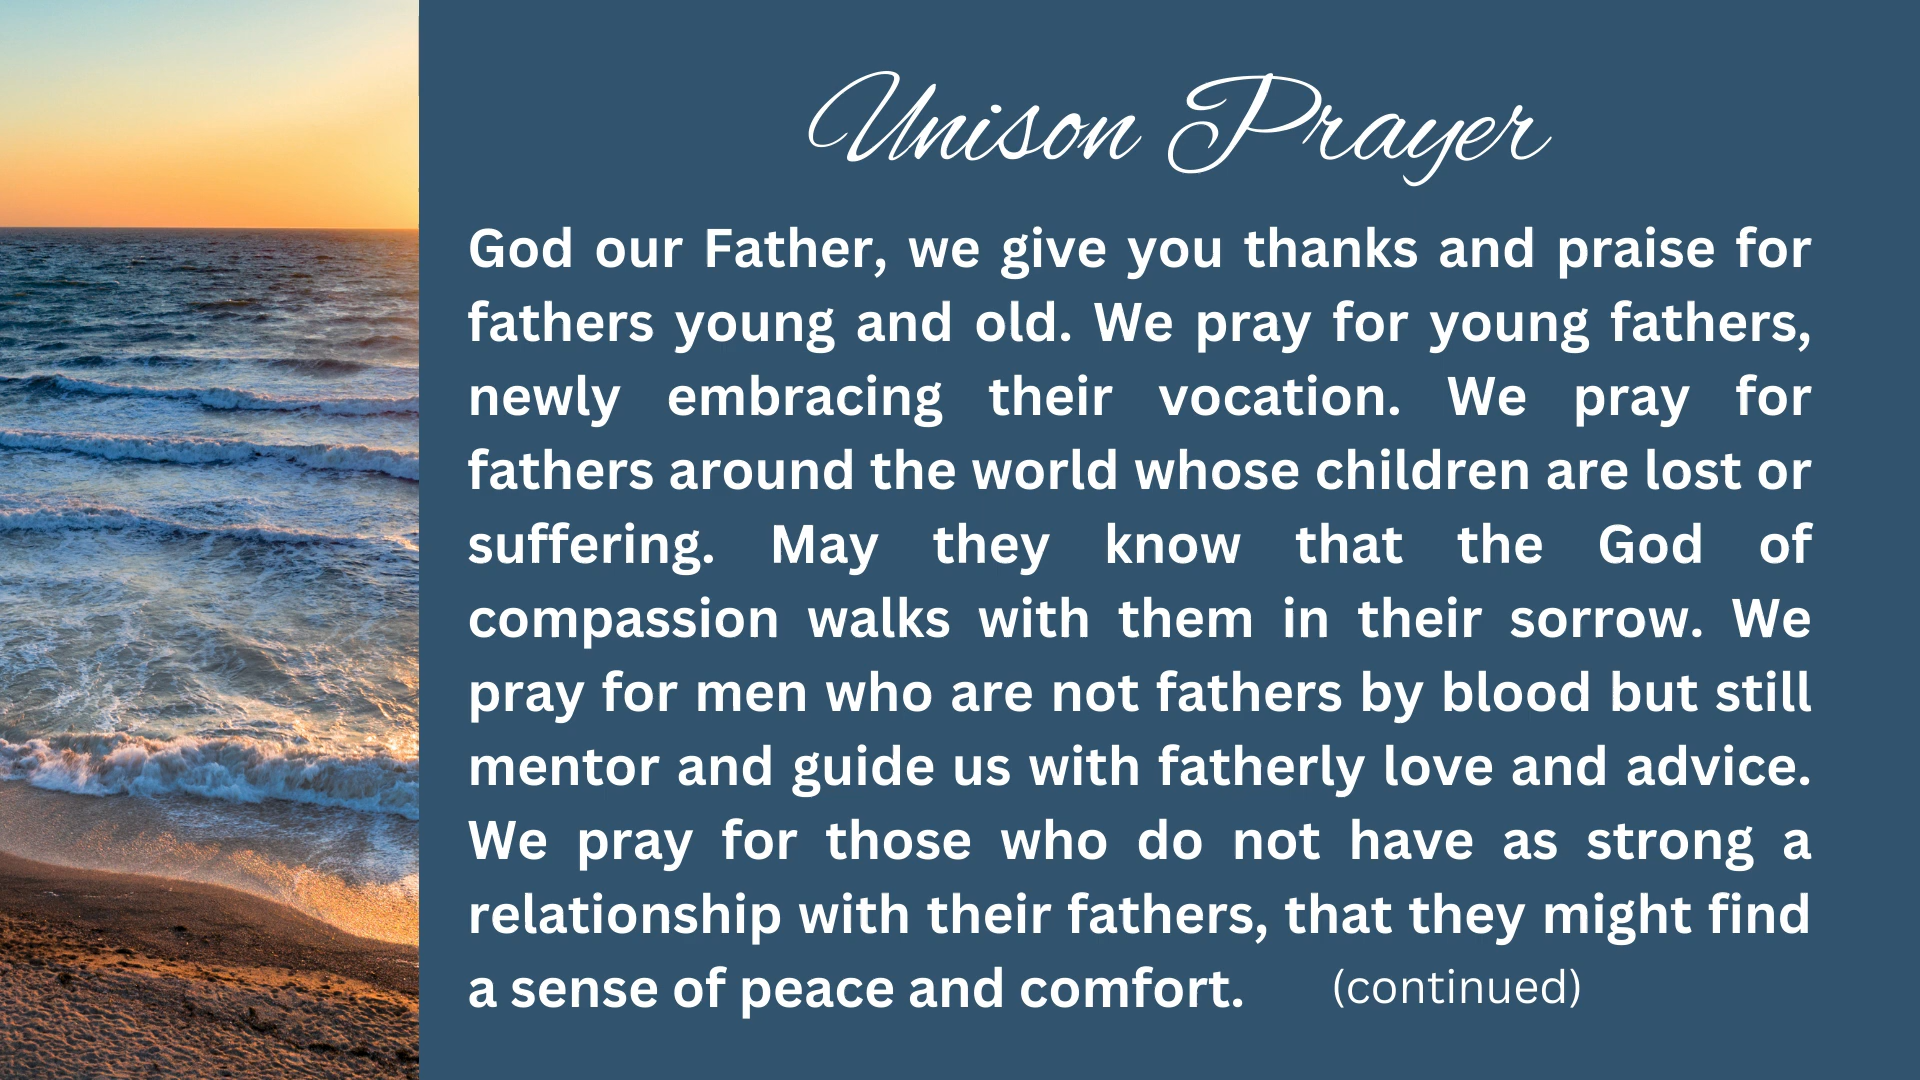 Unison Prayer
God our Father, we give you thanks and praise for
fathers young and old. We pray for young fathers,
newly embracing their vocation. We pray for
fathers around the world whose children are lost or
suffering. May they know that the God of
compassion walks with them in their sorrow. We
pray for men who are not fathers by blood but still
mentor and guide us with fatherly love and advice.
We pray for those who do not have as strong a
relationship with their fathers, that they might find
a sense of peace and comfort. (continued)